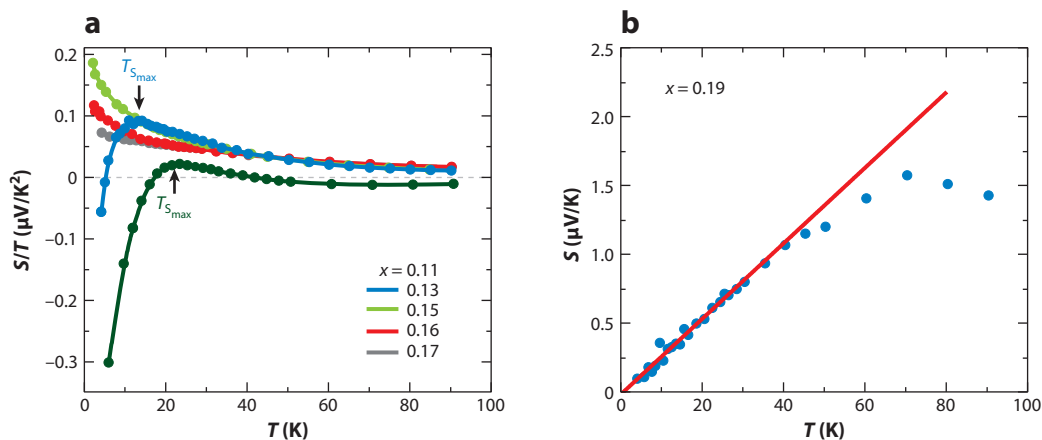 a
0.2
0.1
0
−0.1
−0.2
−0.3
S/T (μV/K²)
T_Smax
T_Smax
x = 0.11
0.13
0.15
0.16
0.17
0 20 40 60 80 100
T (K)
b
2.5
2.0
1.5
1.0
0.5
0
S (μV/K)
x = 0.19
0 20 40 60 80 100
T (K)